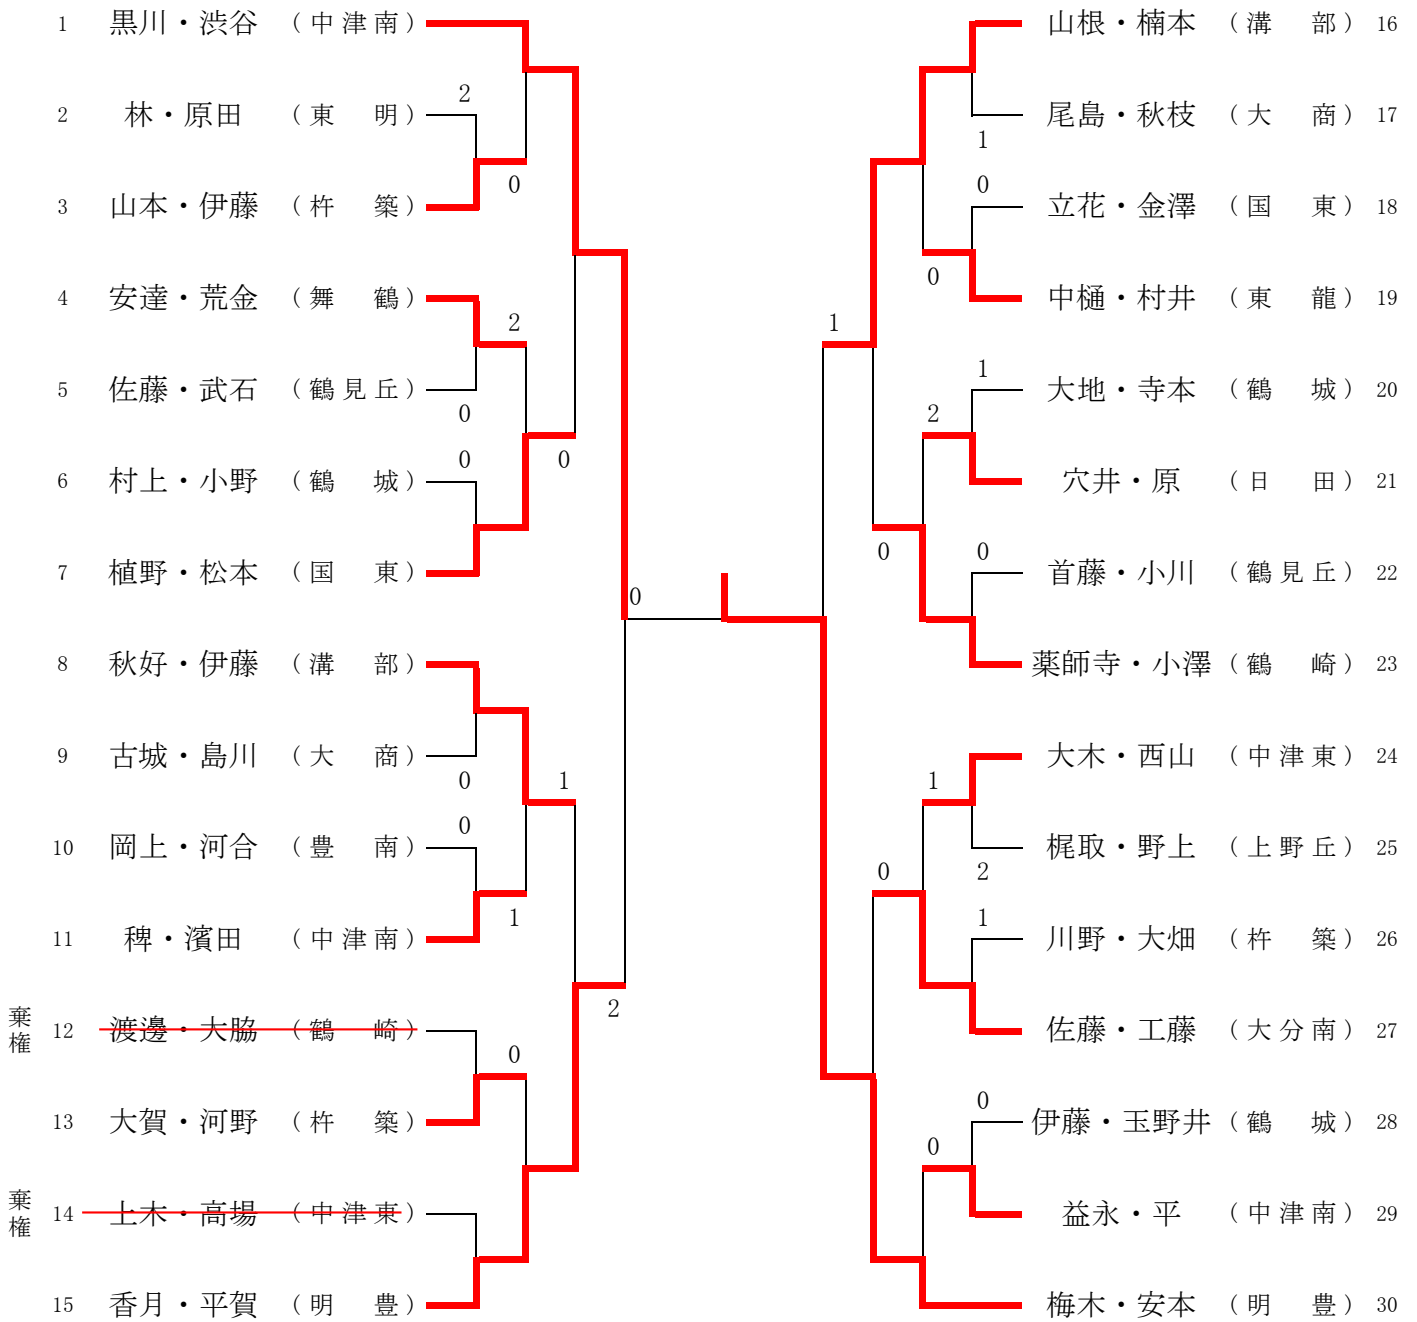 1 黒川・渋谷 （中津南）
2
2 林・原田 （東　明）
0
3 山本・伊藤 （杵　築）
4 安達・荒金 （舞　鶴）
2
5 佐藤・武石 （鶴見丘）
0
0
0
6 村上・小野 （鶴　城）
7 植野・松本 （国　東）
0
8 秋好・伊藤 （溝　部）
9 古城・島川 （大　商）
0
1
0
10 岡上・河合 （豊　南）
1
11 稗・濱田 （中津南）
2
棄権 12 渡邊・大脇 （鶴　崎）
0
13 大賀・河野 （杵　築）
棄権 14 上木・高場 （中津東）
15 香月・平賀 （明　豊）
山根・楠本 （溝　部） 16
尾島・秋枝 （大　商） 17
1
0
立花・金澤 （国　東） 18
0
中樋・村井 （東　龍） 19
1
1
大地・寺本 （鶴　城） 20
2
穴井・原 （日　田） 21
0
0
首藤・小川 （鶴見丘） 22
薬師寺・小澤 （鶴　崎） 23
大木・西山 （中津東） 24
1
梶取・野上 （上野丘） 25
0
2
1
川野・大畑 （杵　築） 26
佐藤・工藤 （大分南） 27
0
伊藤・玉野井 （鶴　城） 28
0
益永・平 （中津南） 29
梅木・安本 （明　豊） 30